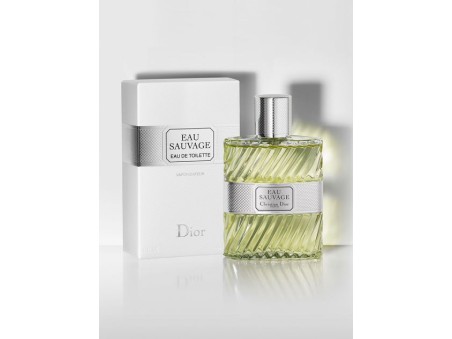 EAU
SAUVAGE
EAU DE TOILETTE
Dior
EAU
SAUVAGE
Christian Dior